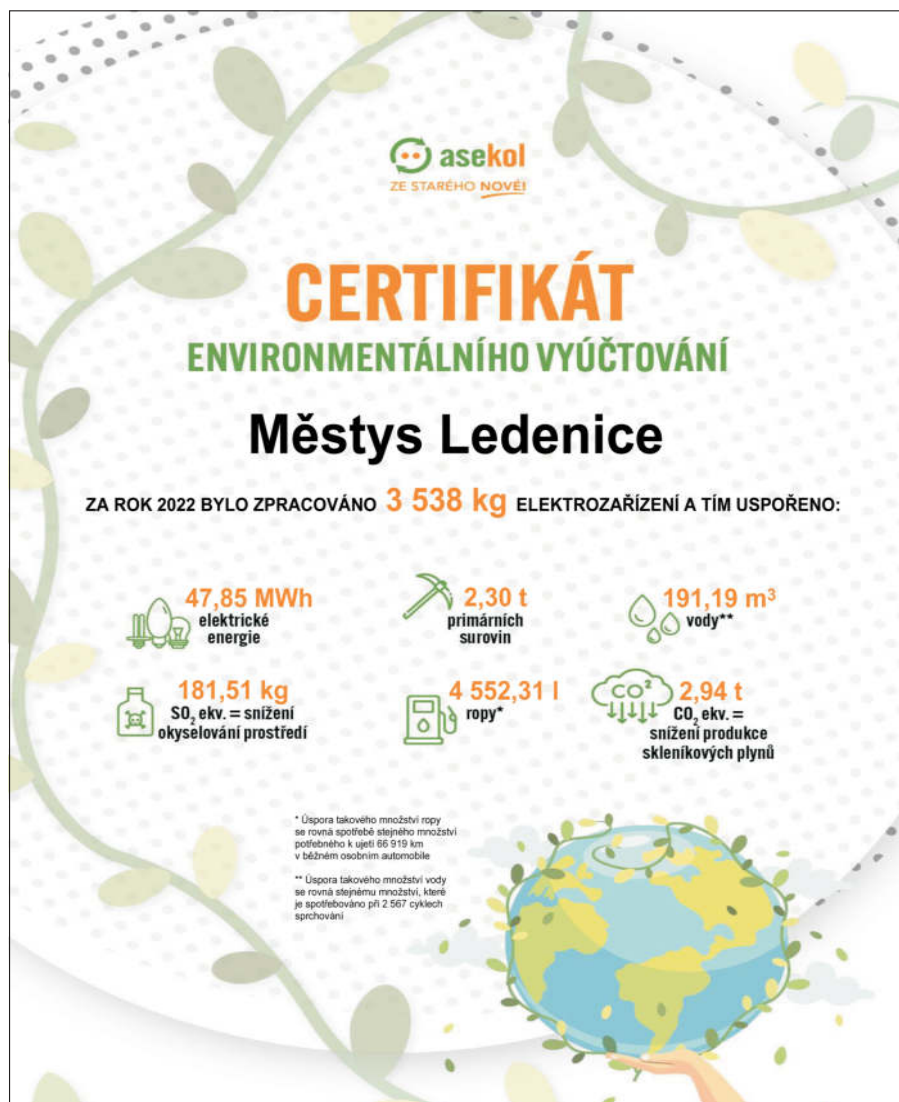 asekol
ZE STARÉHO NOVÉ!
CERTIFIKÁT
ENVIRONMENTÁLNÍHO VYÚČTOVÁNÍ
Městys Ledenice
ZA ROK 2022 BYLO ZPRACOVÁNO 3 538 kg ELEKTROZAŘÍZENÍ A TÍM USPOŘENO:
47,85 MWh
elektrické
energie
2,30 t
primárních
surovin
191,19 m³
vody**
181,51 kg
SO₂ ekv. = snížení
okyselování prostředí
4 552,31 l
ropy*
CO²
2,94 t
CO₂ ekv. =
snížení produkce
skleníkových plynů
* Úspora takového množství ropy
se rovná spotřebě stejného množství
potřebného k ujetí 66 919 km
v běžném osobním automobile
** Úspora takového množství vody
se rovná stejnému množství, které
je spotřebováno při 2 567 cyklech
sprchování